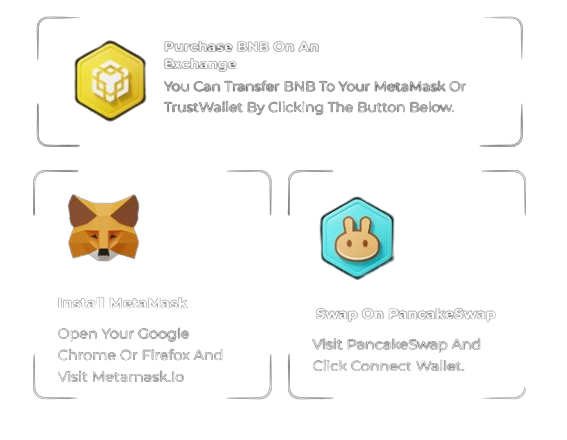 Purchase BNB On An
Exchange
You Can Transfer BNB To Your MetaMask Or
TrustWallet By Clicking The Button Below.
Install MetaMask
Open Your Google
Chrome Or Firefox And
Visit Metamask.Io
Swap On PancakeSwap
Visit PancakeSwap And
Click Connect Wallet.